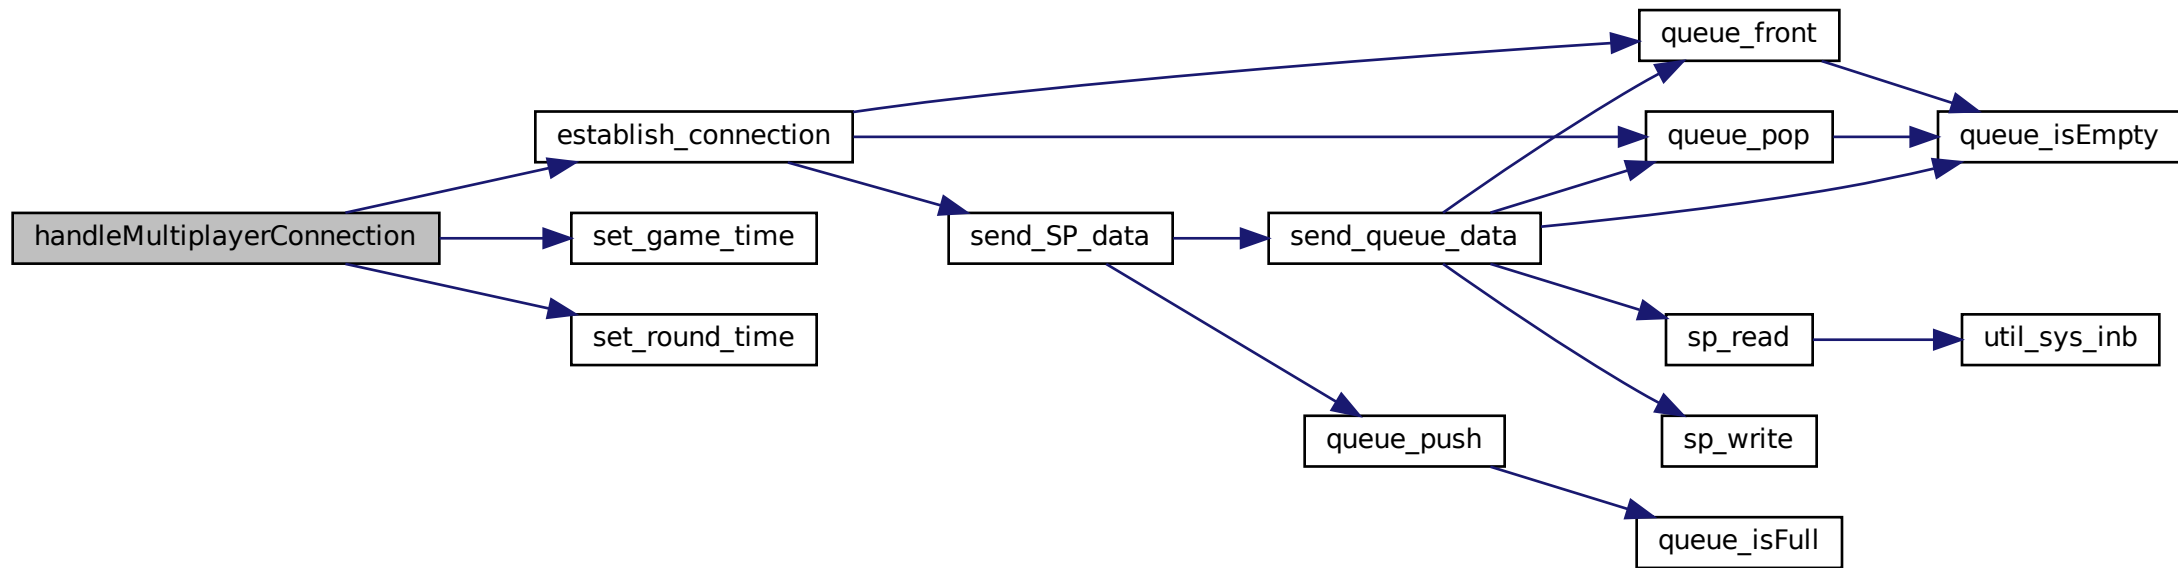 queue_front
establish_connection
queue_pop
queue_isEmpty
handleMultiplayerConnection
set_game_time
send_SP_data
send_queue_data
set_round_time
sp_read
util_sys_inb
queue_push
sp_write
queue_isFull